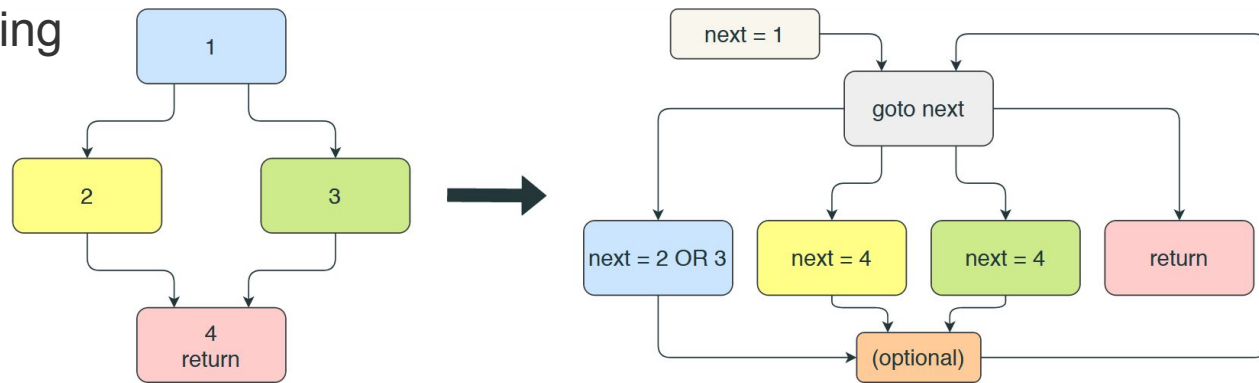 ing
1
2
3
4
return
next = 1
goto next
next = 2 OR 3
next = 4
next = 4
return
(optional)